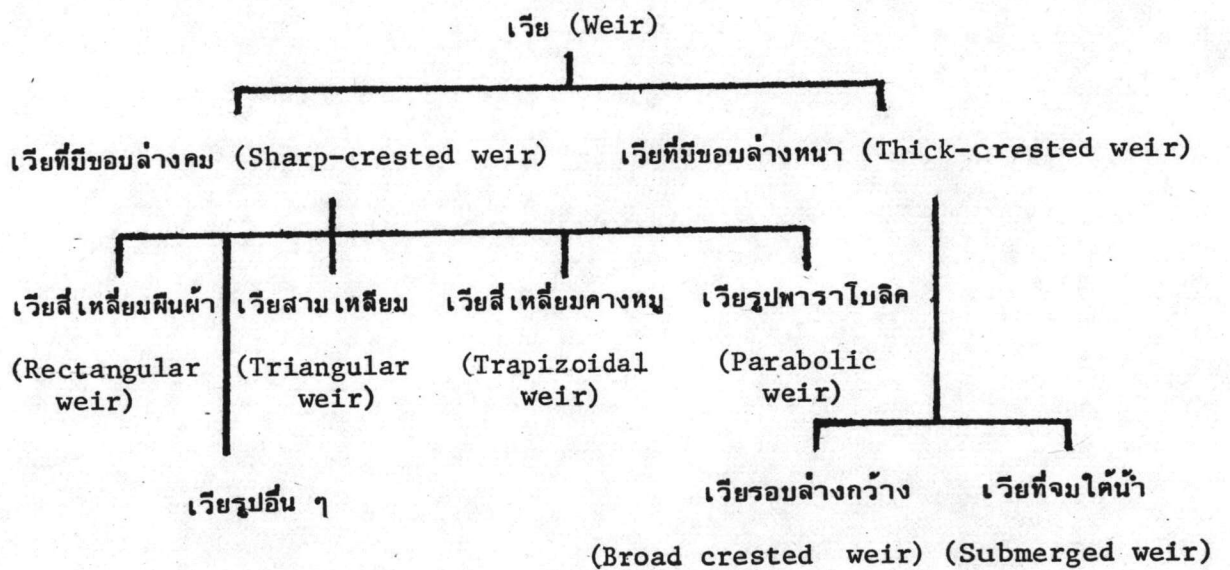 เวีย (Weir)
เวียที่มีขอบล่างคม (Sharp-crested weir) เวียที่มีขอบล่างหนา (Thick-crested weir)
เวียสี่เหลี่ยมผืนผ้า เวียสามเหลียม เวียสี่เหลี่ยมคางหมู เวียรูปพาราโบลิค
(Rectangular (Triangular (Trapizoidal (Parabolic
weir) weir) weir) weir)
เวียรูปอื่น ๆ เวียรอบล่างกว้าง เวียที่จมใต้น้ำ
(Broad crested weir) (Submerged weir)